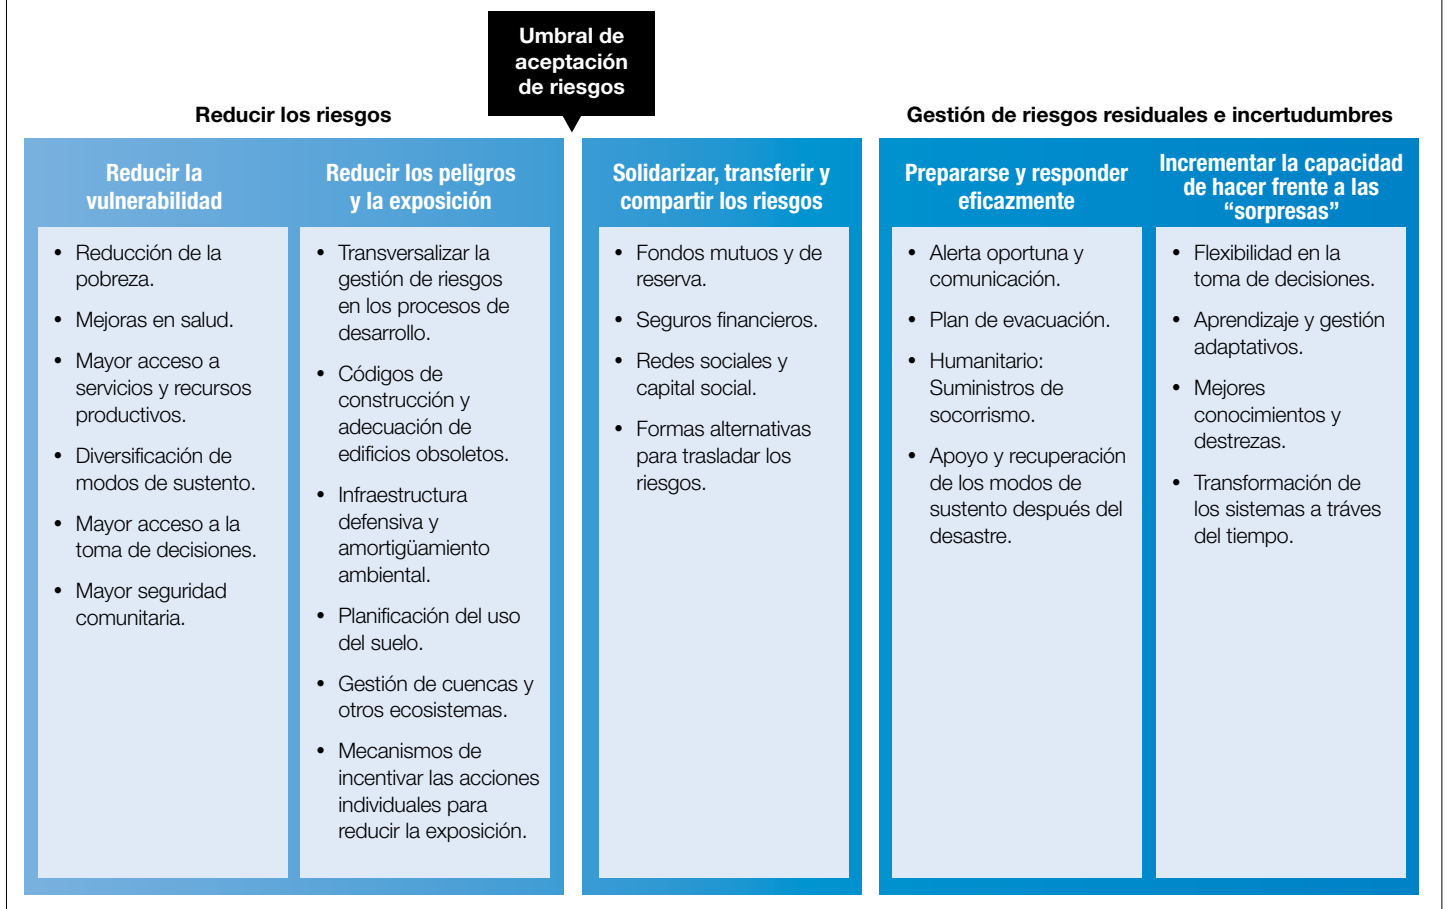 Umbral de
aceptación
de riesgos
Reducir los riesgos
Gestión de riesgos residuales e incertudumbres
Reducir la
vulnerabilidad
• Reducción de la
pobreza.
• Mejoras en salud.
• Mayor acceso a
servicios y recursos
productivos.
• Diversificación de
modos de sustento.
• Mayor acceso a la
toma de decisiones.
• Mayor seguridad
comunitaria.
Reducir los peligros
y la exposición
• Transversalizar la
gestión de riesgos
en los procesos de
desarrollo.
• Códigos de
construcción y
adecuación de
edificios obsoletos.
• Infraestructura
defensiva y
amortigüamiento
ambiental.
• Planificación del uso
del suelo.
• Gestión de cuencas y
otros ecosistemas.
• Mecanismos de
incentivar las acciones
individuales para
reducir la exposición.
Solidarizar, transferir y
compartir los riesgos
• Fondos mutuos y de
reserva.
• Seguros financieros.
• Redes sociales y
capital social.
• Formas alternativas
para trasladar los
riesgos.
Prepararse y responder
eficazmente
• Alerta oportuna y
comunicación.
• Plan de evacuación.
• Humanitario:
Suministros de
socorrismo.
• Apoyo y recuperación
de los modos de
sustento después del
desastre.
Incrementar la capacidad
de hacer frente a las
“sorpresas”
• Flexibilidad en la
toma de decisiones.
• Aprendizaje y gestión
adaptativos.
• Mejores
conocimientos y
destrezas.
• Transformación de
los sistemas a tráves
del tiempo.